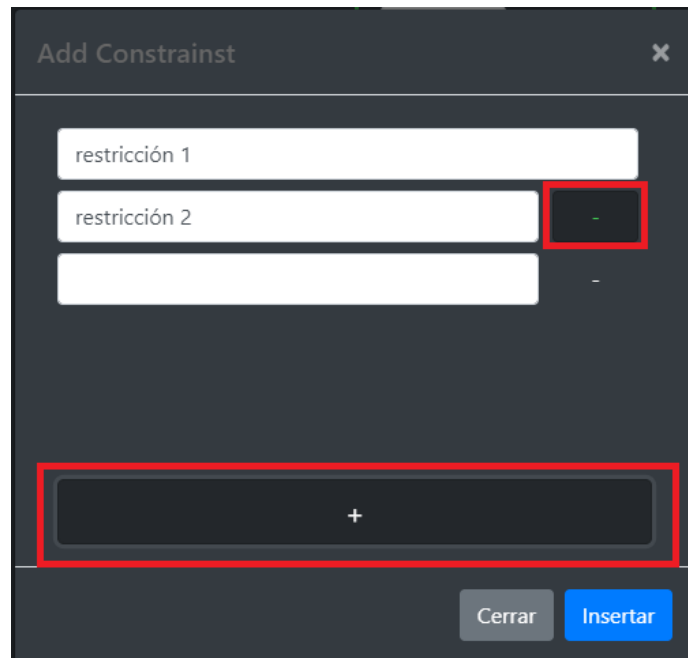 Add Constrainst ×
restricción 1
restricción 2 -
-
+
Cerrar Insertar